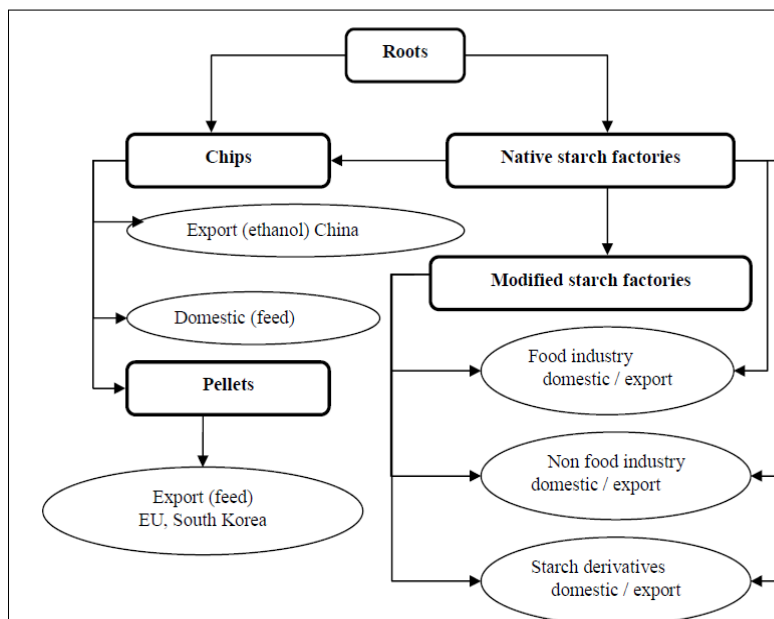 Roots
Chips
Native starch factories
Export (ethanol) China
Modified starch factories
Domestic (feed)
Food industry
domestic / export
Pellets
Non food industry
domestic / export
Export (feed)
EU, South Korea
Starch derivatives
domestic / export